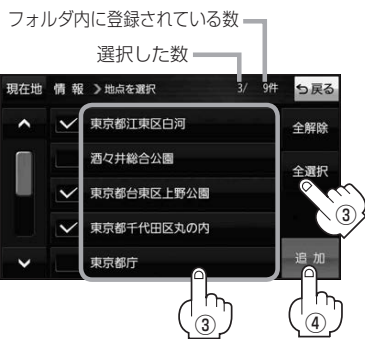 フォルダ内に登録されている数
選択した数
現在地 情報 ❯地点を選択 3/ 9件 戻る
東京都江東区白河 全解除
酒々井総合公園
全選択
東京都台東区上野公園
③
東京都千代田区丸の内
東京都庁 追加
③ ④